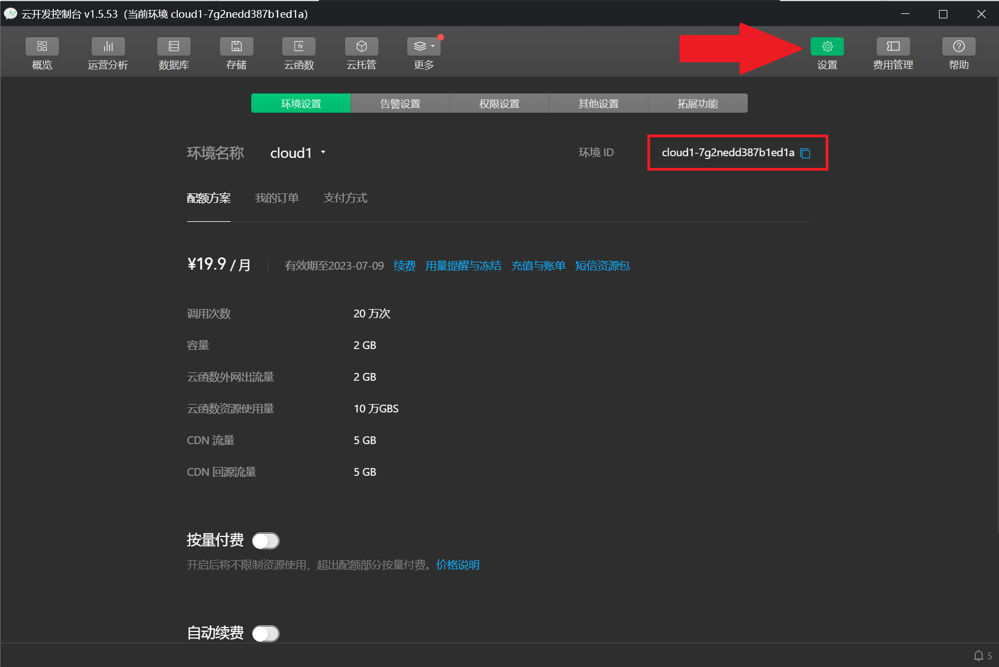 云开发控制台 v1.5.53（当前环境 cloud1-7g2nedd387b1ed1a）
概览 运营分析 数据库 存储 云函数 云托管 更多 设置 费用管理 帮助
环境设置 告警设置 权限设置 其他设置 拓展功能
环境名称 cloud1 环境 ID cloud1-7g2nedd387b1ed1a
配额方案 我的订单 支付方式
¥19.9 / 月 有效期至2023-07-09 续费 用量提醒与冻结 充值与账单 短信资源包
调用次数 20 万次
容量 2 GB
云函数外网出流量 2 GB
云函数资源使用量 10 万GBS
CDN 流量 5 GB
CDN 回源流量 5 GB
按量付费
开启后将不限制资源使用，超出配额部分按量付费。价格说明
自动续费
5